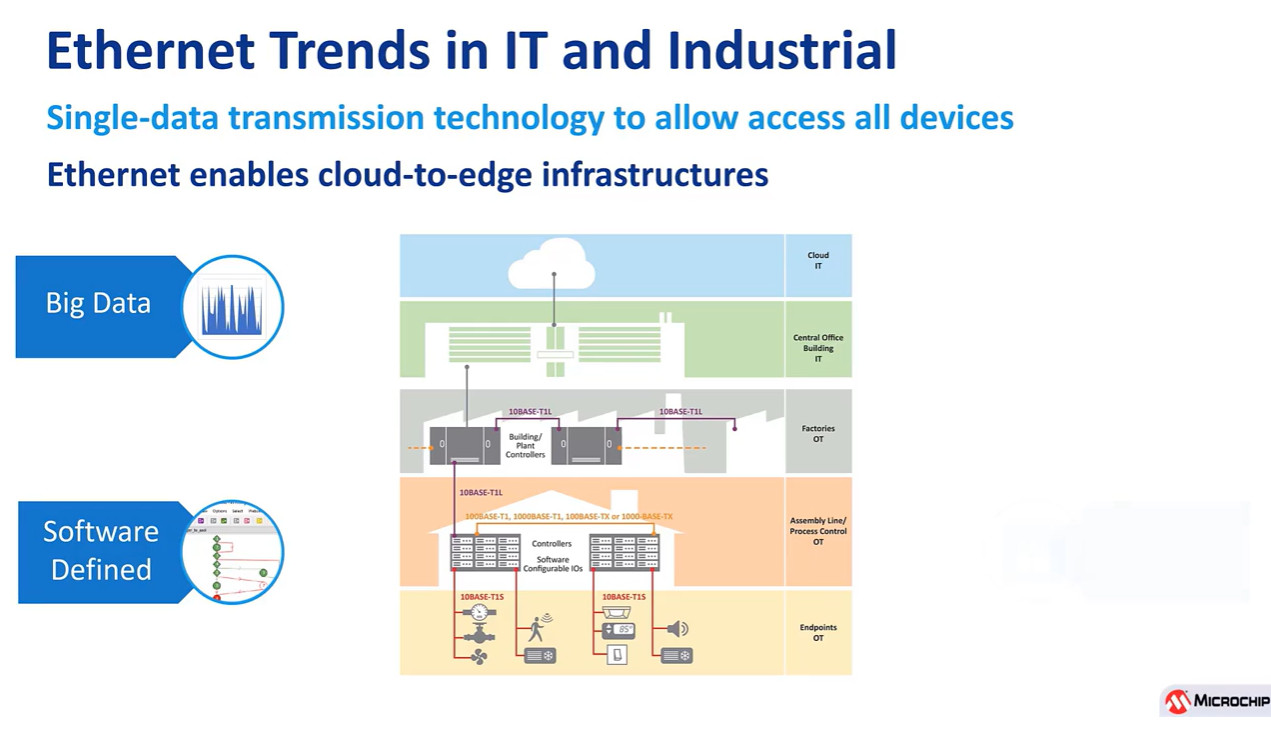 Ethernet Trends in IT and Industrial
Single-data transmission technology to allow access all devices
Ethernet enables cloud-to-edge infrastructures
Big Data
Software
Defined
Options
Select
Cloud
IT
Central Office
Building
IT
10BASE-T1L
10BASE-T1L
Building/
Plant
Controllers
Factories
OT
10BASE-T1L
100BASE-T1, 1000BASE-T1, 100BASE-TX or 1000-BASE-TX
Controllers
Software
Configurable IOs
Assembly Line/
Process Control
OT
10BASE-T1S
10BASE-T1S
85°
Endpoints
OT
MICROCHIP